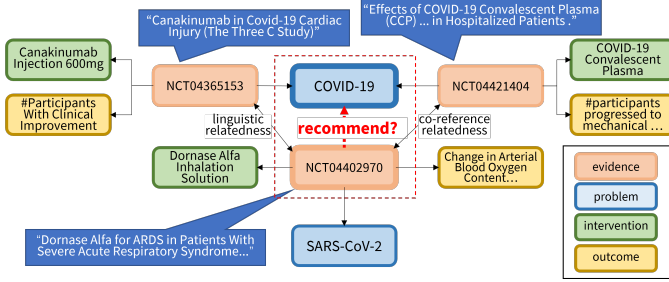 “Canakinumab in Covid-19 Cardiac
Injury (The Three C Study)”
“Effects of COVID-19 Convalescent Plasma
(CCP) ... in Hospitalized Patients .”
Canakinumab
Injection 600mg
#Participants
With Clinical
Improvement
NCT04365153
COVID-19
NCT04421404
COVID-19
Convalescent
Plasma
#participants
progressed to
mechanical ...
linguistic
relatedness
recommend?
co-reference
relatedness
Dornase Alfa
Inhalation
Solution
NCT04402970
Change in Arterial
Blood Oxygen
Content...
“Dornase Alfa for ARDS in Patients With
Severe Acute Respiratory Syndrome...”
SARS-CoV-2
evidence
problem
intervention
outcome